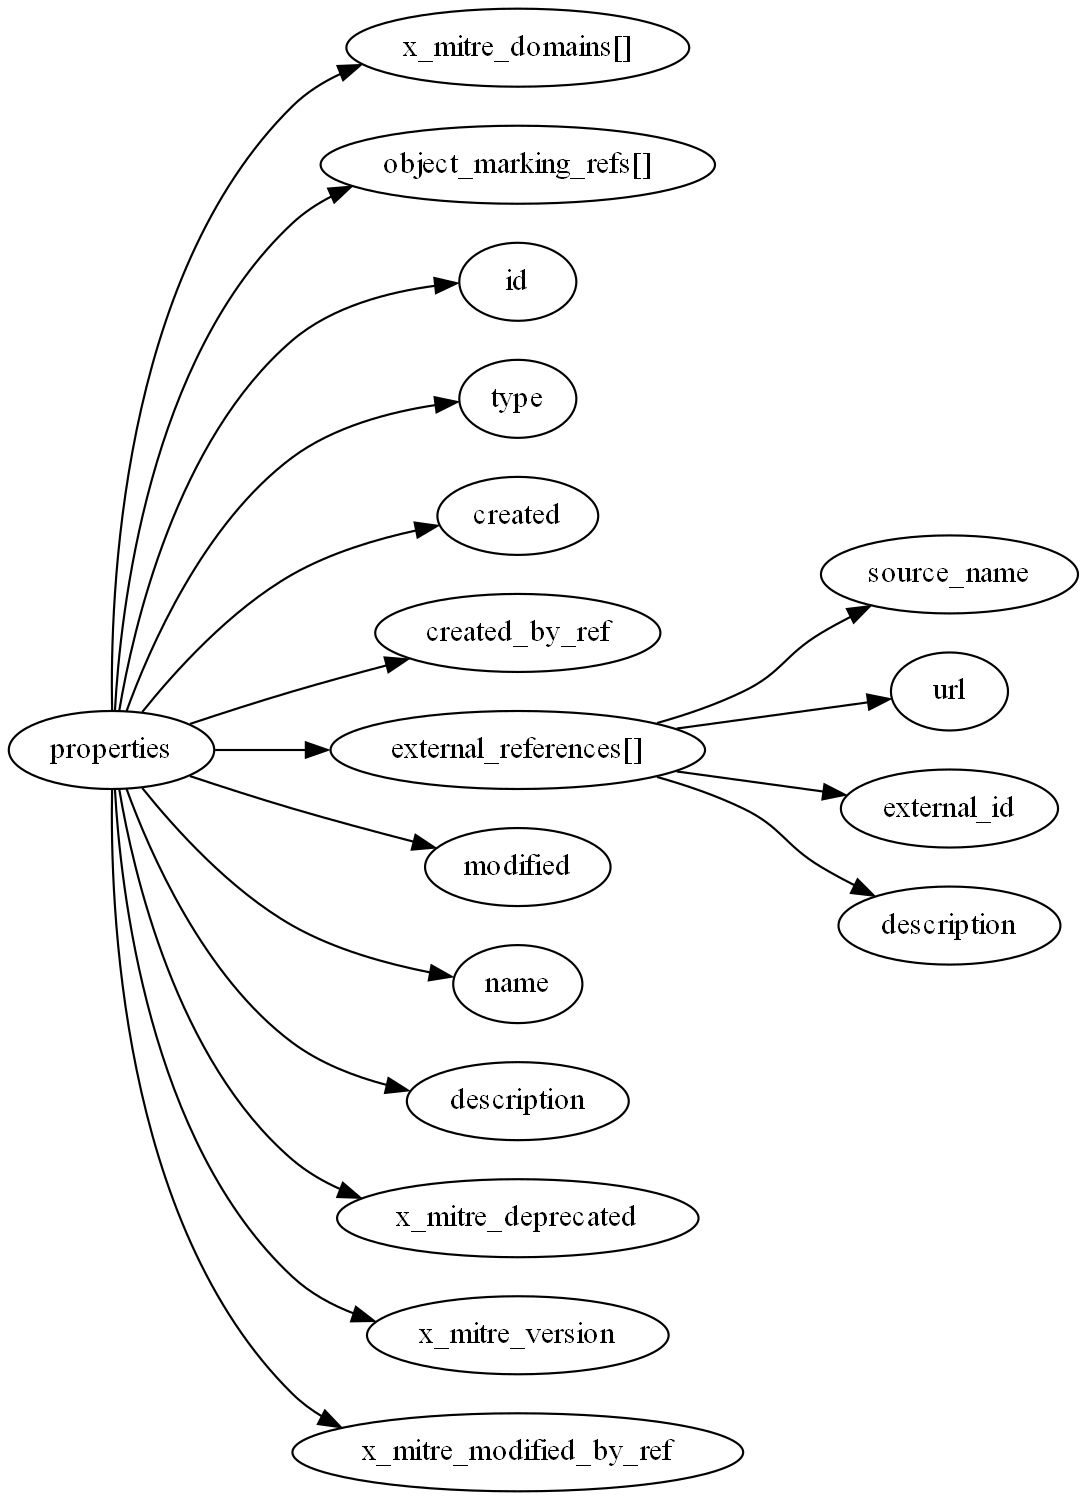 x_mitre_domains[]
object_marking_refs[]
id
type
created
created_by_ref
properties
external_references[]
modified
name
description
x_mitre_deprecated
x_mitre_version
x_mitre_modified_by_ref
source_name
url
external_id
description